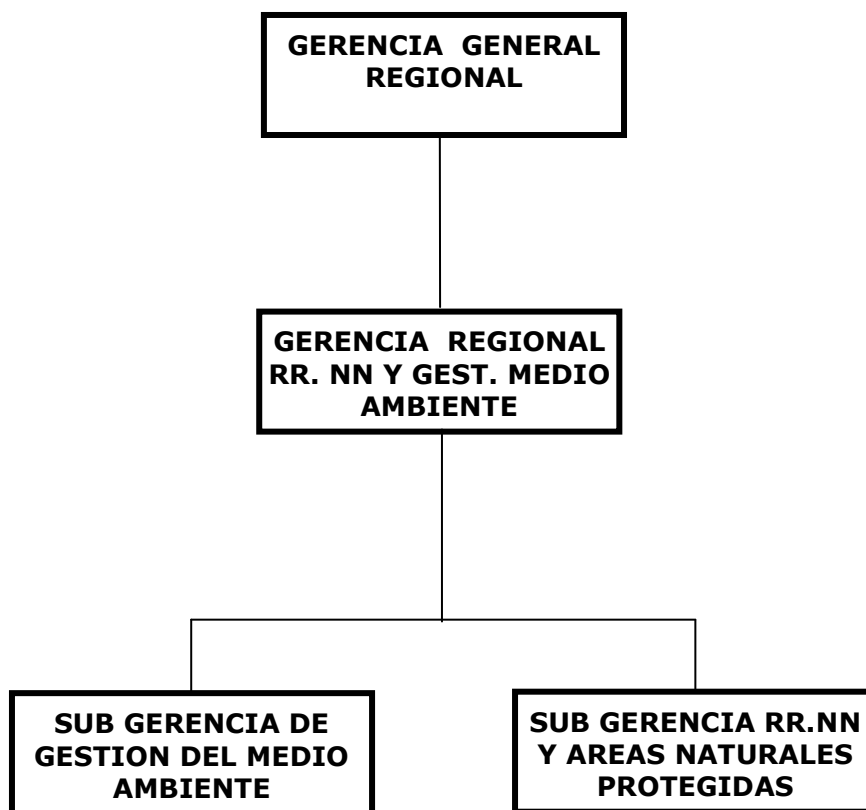 GERENCIA GENERAL
REGIONAL
GERENCIA REGIONAL
RR. NN Y GEST. MEDIO
AMBIENTE
SUB GERENCIA DE
GESTION DEL MEDIO
AMBIENTE
SUB GERENCIA RR.NN
Y AREAS NATURALES
PROTEGIDAS